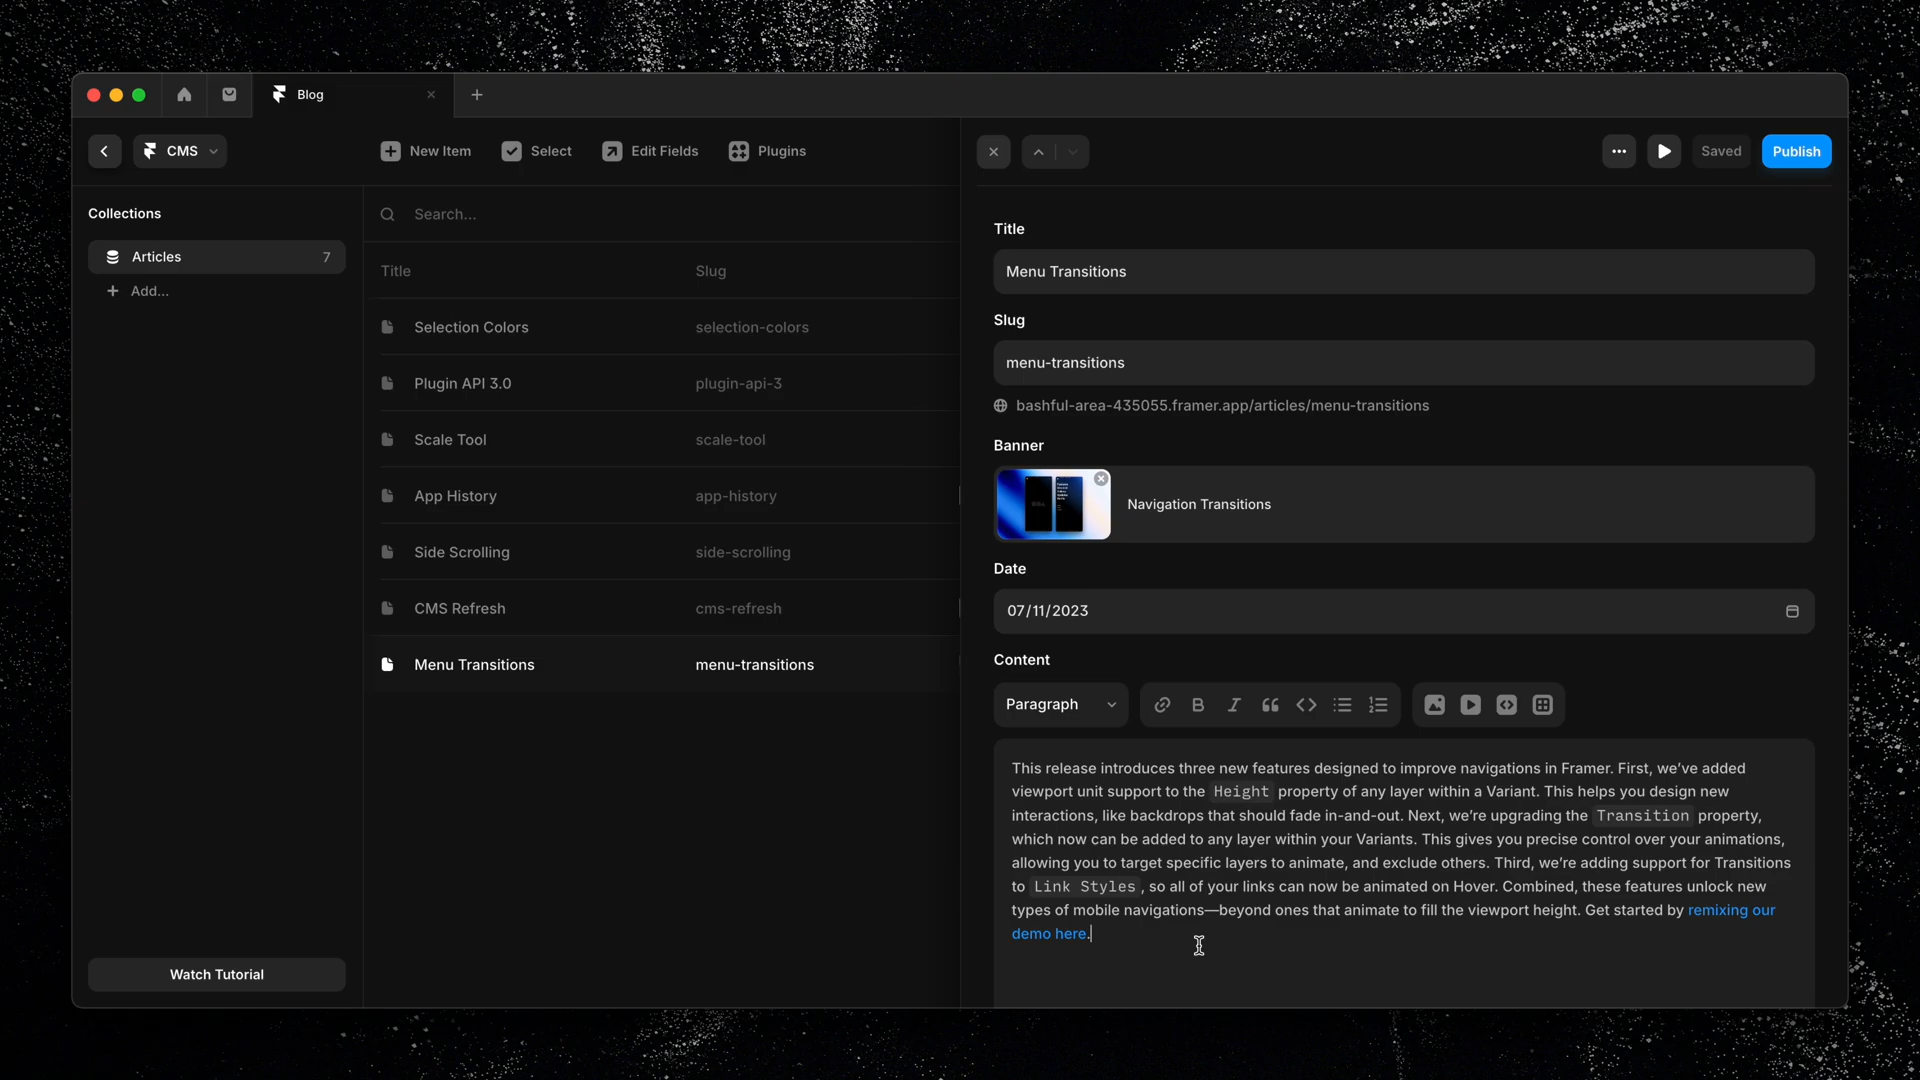 Blog
CMS
New Item
Select
Edit Fields
Plugins
Saved
Publish
Collections
Articles 7
Add...
Watch Tutorial
Search...
Title Slug
Selection Colors selection-colors
Plugin API 3.0 plugin-api-3
Scale Tool scale-tool
App History app-history
Side Scrolling side-scrolling
CMS Refresh cms-refresh
Menu Transitions menu-transitions
Title
Menu Transitions
Slug
menu-transitions
bashful-area-435055.framer.app/articles/menu-transitions
Banner
Navigation Transitions
Date
07/11/2023
Content
Paragraph
This release introduces three new features designed to improve navigations in Framer. First, we’ve added
viewport unit support to the Height property of any layer within a Variant. This helps you design new
interactions, like backdrops that should fade in-and-out. Next, we’re upgrading the Transition property,
which now can be added to any layer within your Variants. This gives you precise control over your animations,
allowing you to target specific layers to animate, and exclude others. Third, we’re adding support for Transitions
to Link Styles, so all of your links can now be animated on Hover. Combined, these features unlock new
types of mobile navigations—beyond ones that animate to fill the viewport height. Get started by remixing our
demo here.